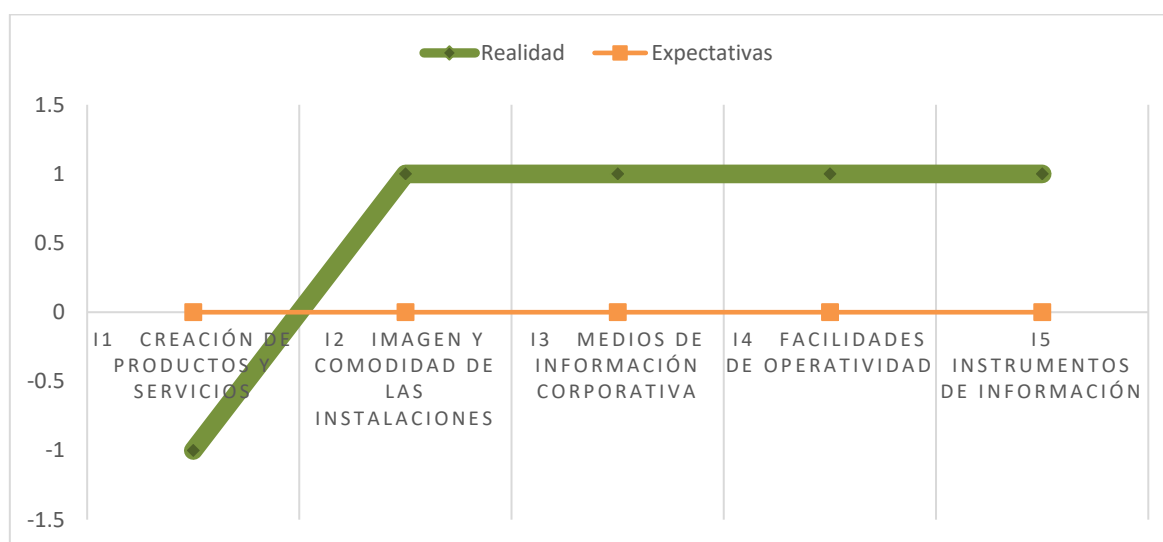 Realidad Expectativas
1.5
1
0.5
0
-0.5
-1
-1.5
I1 CREACIÓN DE
PRODUCTOS Y
SERVICIOS
I2 IMAGEN Y
COMODIDAD DE
LAS
INSTALACIONES
I3 MEDIOS DE
INFORMACIÓN
CORPORATIVA
I4 FACILIDADES
DE OPERATIVIDAD
I5
INSTRUMENTOS
DE INFORMACIÓN